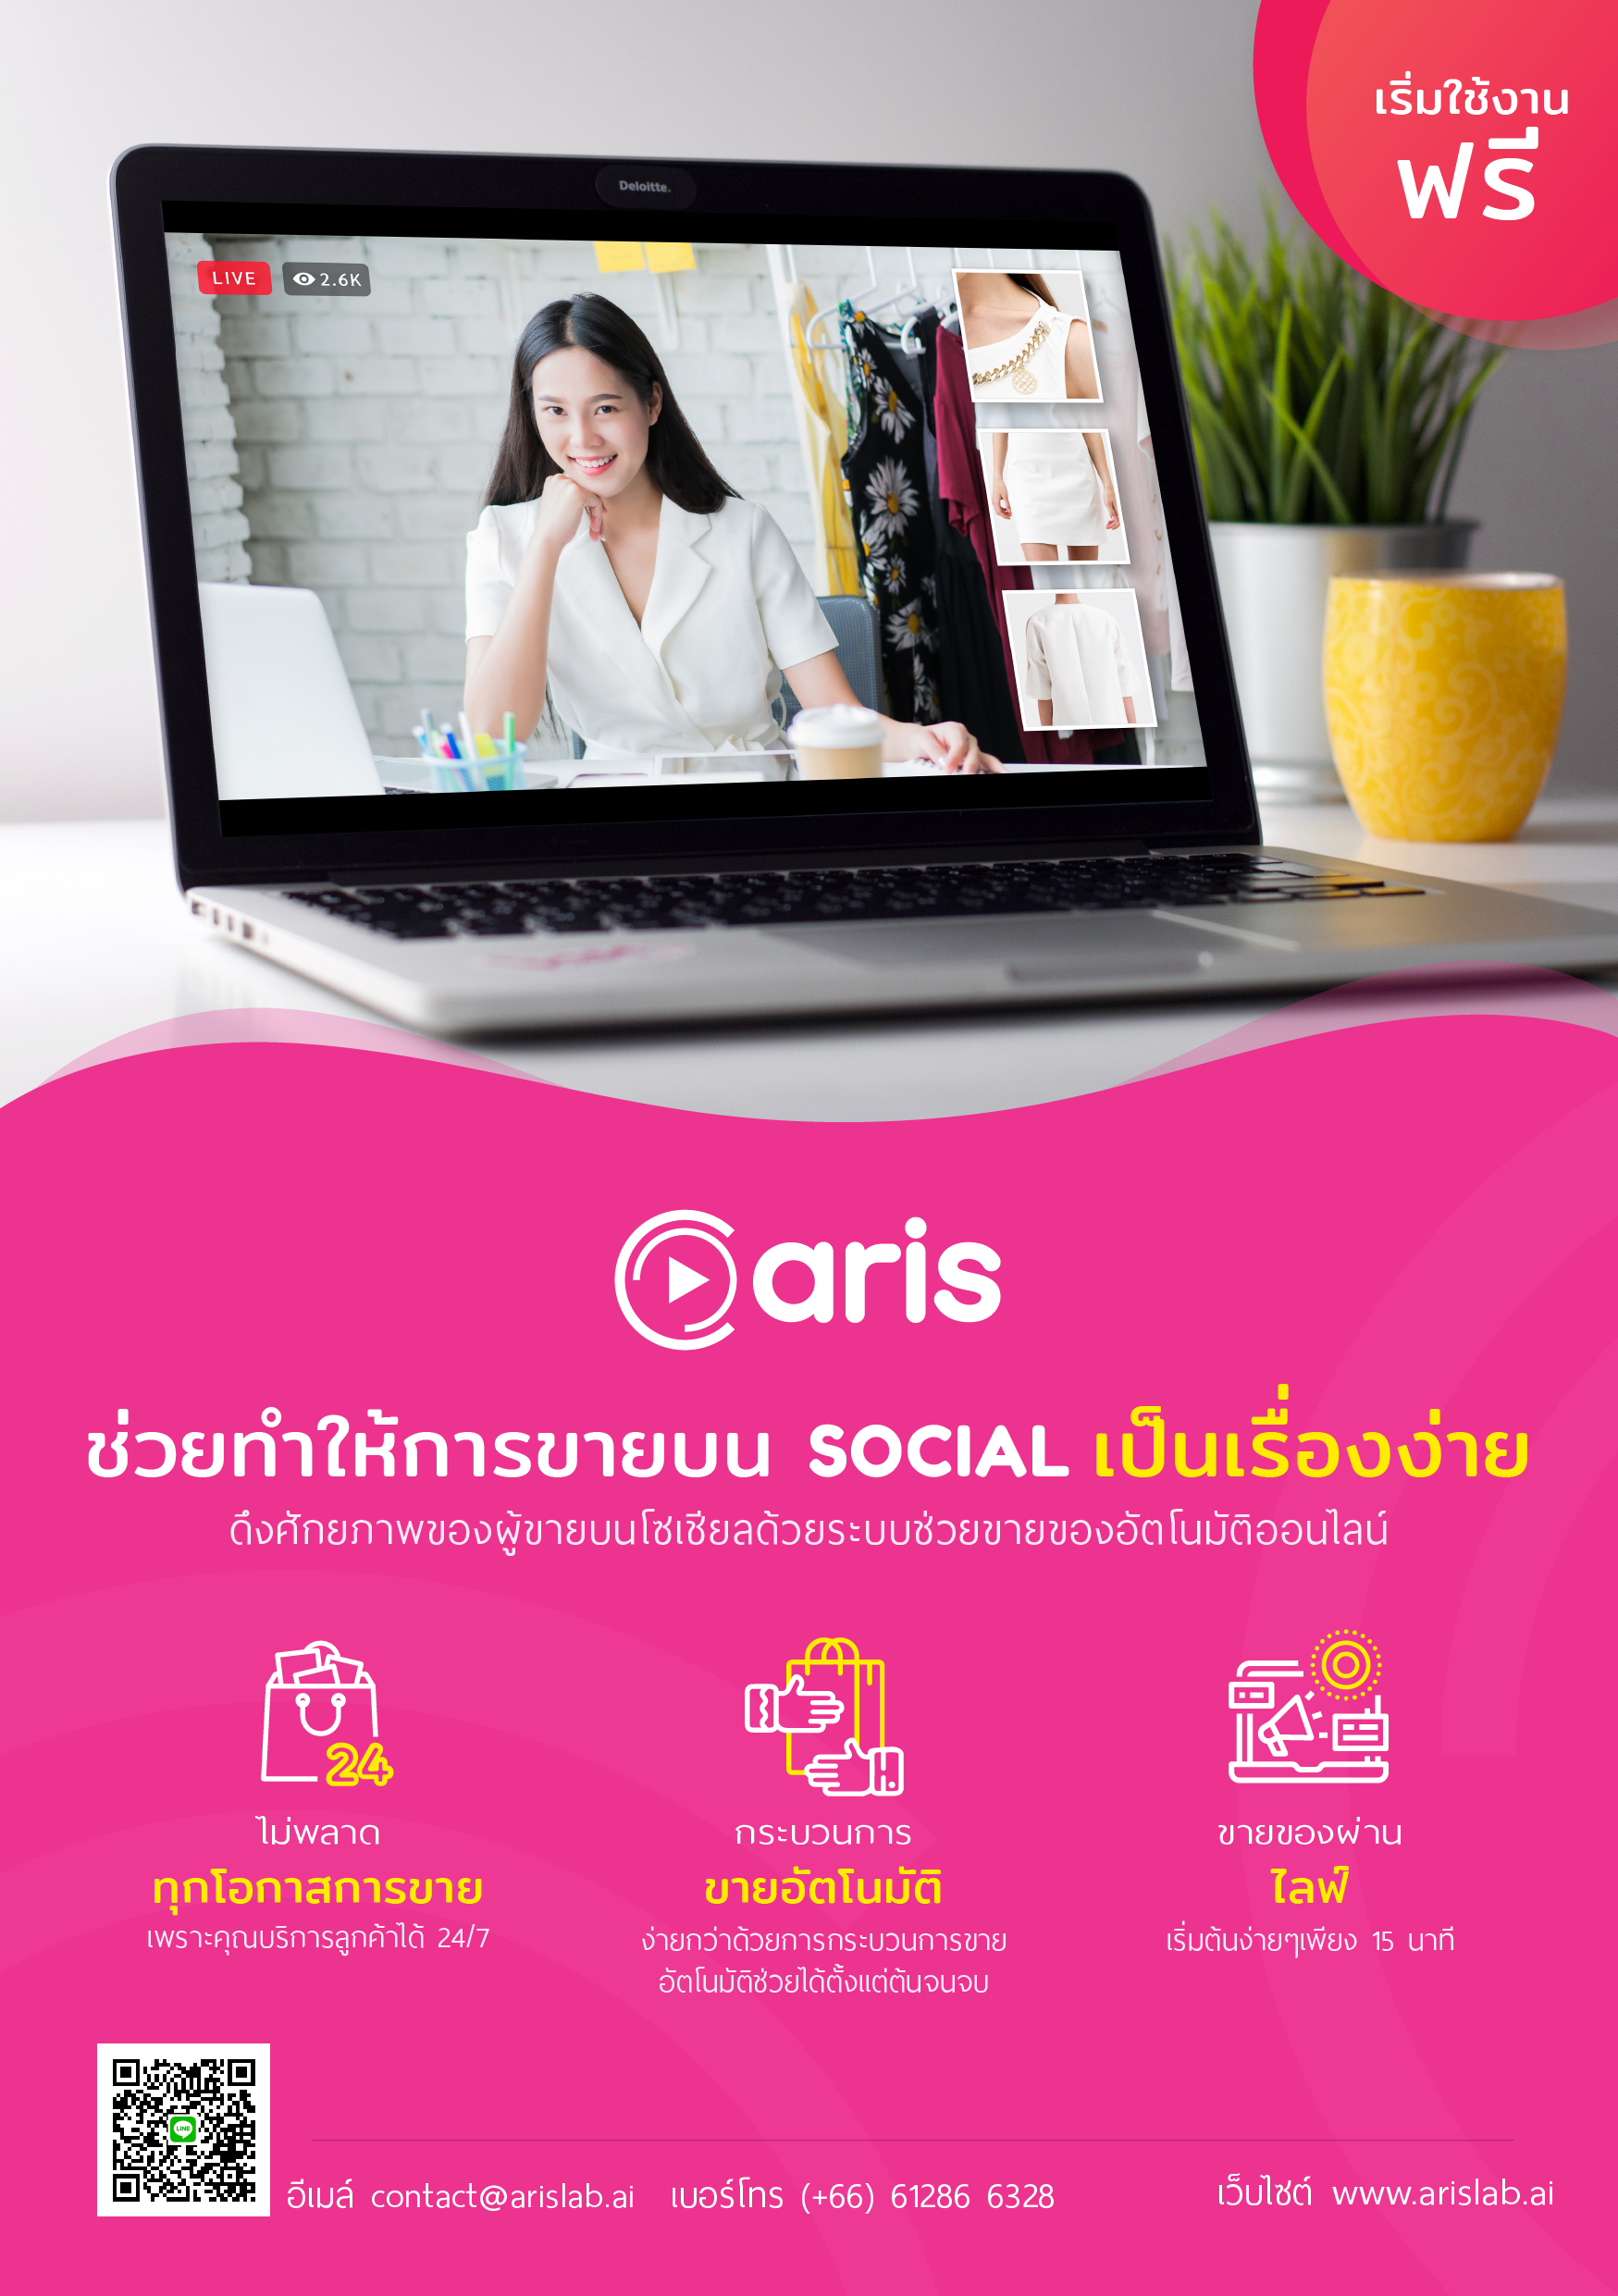 เริ่มใช้งาน
ฟรี
Deloitte.
LIVE 2.6K
aris
ช่วยทำให้การขายบน SOCIAL เป็นเรื่องง่าย
ดึงศักยภาพของผู้ขายบนโซเชียลด้วยระบบช่วยขายของอัตโนมัติออนไลน์
24
ไม่พลาด
ทุกโอกาสการขาย
เพราะคุณบริการลูกค้าได้ 24/7
กระบวนการ
ขายอัตโนมัติ
ง่ายกว่าด้วยการกระบวนการขาย
อัตโนมัติช่วยได้ตั้งแต่ต้นจนจบ
ขายของผ่าน
ไลฟ์
เริ่มต้นง่ายๆเพียง 15 นาที
LINE
อีเมล์ contact@arislab.ai เบอร์โทร (+66) 61286 6328 เว็บไซต์ www.arislab.ai